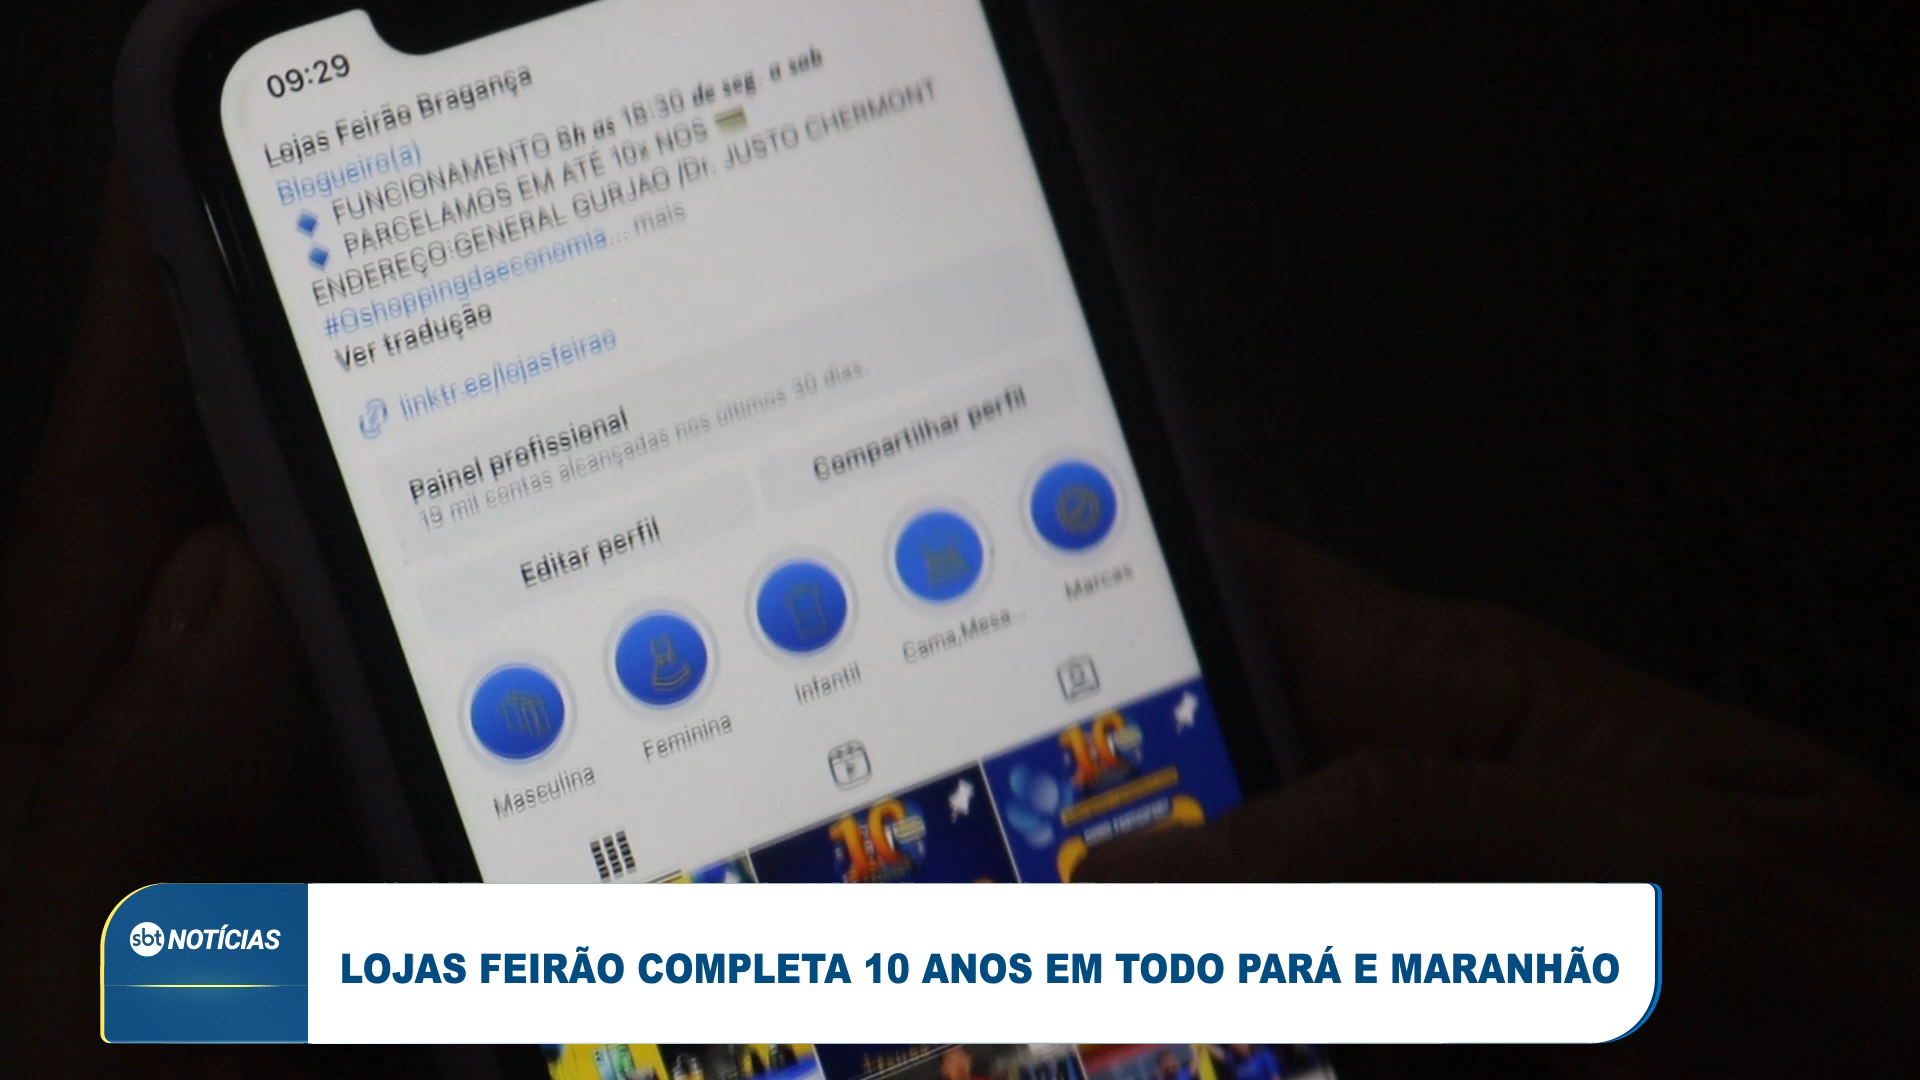 09:29
Lojas Feirão Bragança
Blogueiro(a)
FUNCIONAMENTO 8h as 18:30 de seg. a sab
PARCELAMOS EM ATÉ 10x NOS
ENDEREÇO:GENERAL GURJAO /Dr. JUSTO CHERMONT
#Oshoppingdaeconomia... mais
Ver tradução
linktr.ee/lojasfeirao
Painel profissional
19 mil contas alcançadas nos últimos 30 dias.
Editar perfil
Compartilhar perfil
Masculina
Feminina
Infantil
Cama,Mesa...
Marcas
10
10
sbt NOTÍCIAS
LOJAS FEIRÃO COMPLETA 10 ANOS EM TODO PARÁ E MARANHÃO